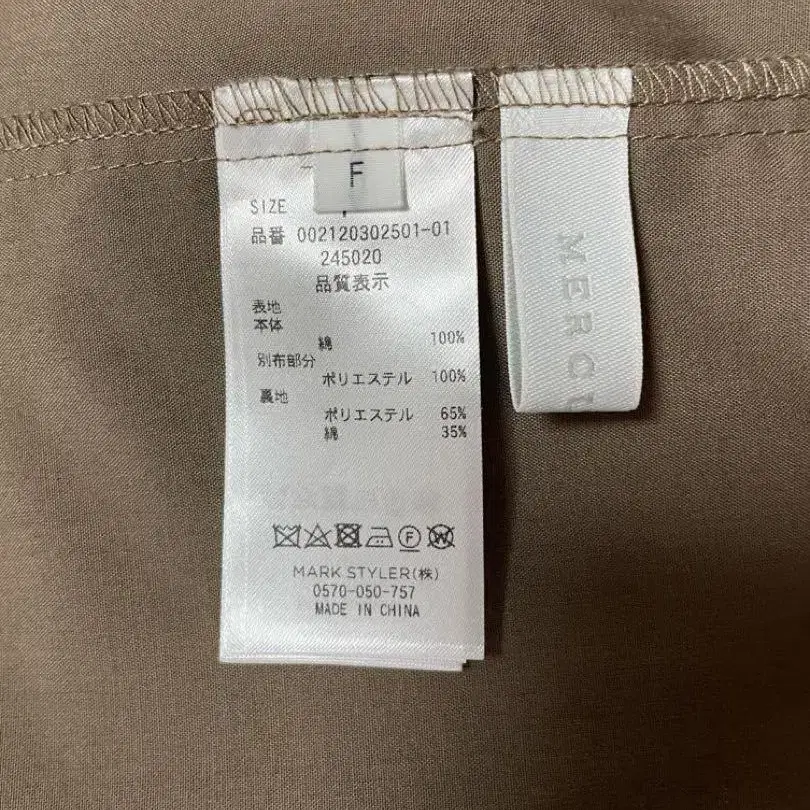 F
SIZE
品番 002120302501-01
245020
品質表示
表地
本体
綿 100%
別布部分
ポリエステル 100%
裏地
ポリエステル 65%
綿 35%
F W
MARK STYLER(株)
0570-050-757
MADE IN CHINA
MERCU